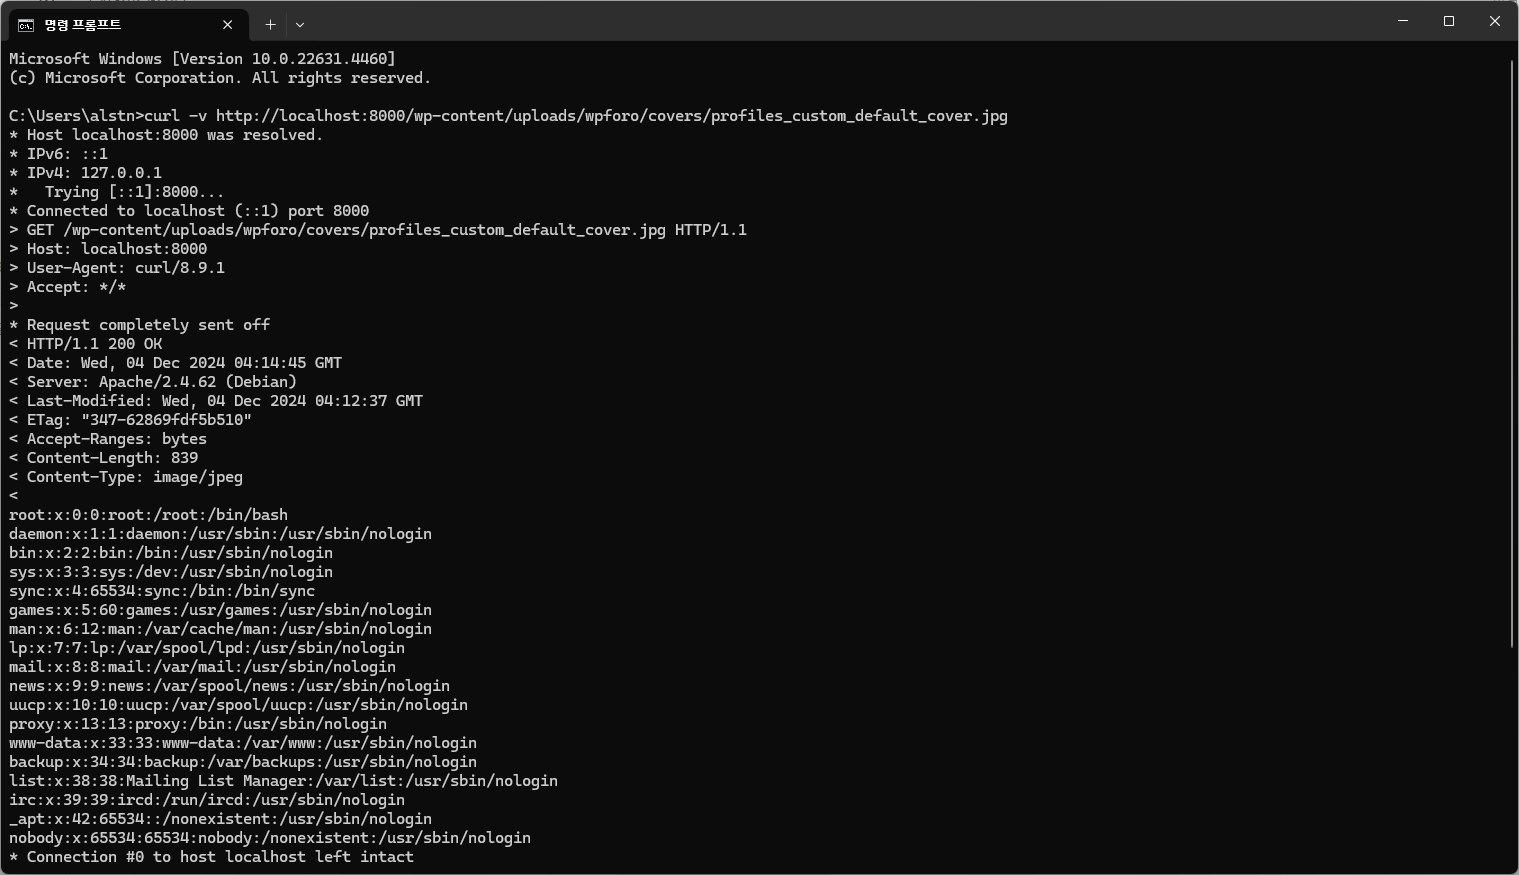 명령 프롬프트
Microsoft Windows [Version 10.0.22631.4460]
(c) Microsoft Corporation. All rights reserved.
C:\Users\alstn>curl -v http://localhost:8000/wp-content/uploads/wpforo/covers/profiles_custom_default_cover.jpg
* Host localhost:8000 was resolved.
* IPv6: ::1
* IPv4: 127.0.0.1
*   Trying [::1]:8000...
* Connected to localhost (::1) port 8000
> GET /wp-content/uploads/wpforo/covers/profiles_custom_default_cover.jpg HTTP/1.1
> Host: localhost:8000
> User-Agent: curl/8.9.1
> Accept: */*
>
* Request completely sent off
< HTTP/1.1 200 OK
< Date: Wed, 04 Dec 2024 04:14:45 GMT
< Server: Apache/2.4.62 (Debian)
< Last-Modified: Wed, 04 Dec 2024 04:12:37 GMT
< ETag: "347-62869fdf5b510"
< Accept-Ranges: bytes
< Content-Length: 839
< Content-Type: image/jpeg
<
root:x:0:0:root:/root:/bin/bash
daemon:x:1:1:daemon:/usr/sbin:/usr/sbin/nologin
bin:x:2:2:bin:/bin:/usr/sbin/nologin
sys:x:3:3:sys:/dev:/usr/sbin/nologin
sync:x:4:65534:sync:/bin:/bin/sync
games:x:5:60:games:/usr/games:/usr/sbin/nologin
man:x:6:12:man:/var/cache/man:/usr/sbin/nologin
lp:x:7:7:lp:/var/spool/lpd:/usr/sbin/nologin
mail:x:8:8:mail:/var/mail:/usr/sbin/nologin
news:x:9:9:news:/var/spool/news:/usr/sbin/nologin
uucp:x:10:10:uucp:/var/spool/uucp:/usr/sbin/nologin
proxy:x:13:13:proxy:/bin:/usr/sbin/nologin
www-data:x:33:33:www-data:/var/www:/usr/sbin/nologin
backup:x:34:34:backup:/var/backups:/usr/sbin/nologin
list:x:38:38:Mailing List Manager:/var/list:/usr/sbin/nologin
irc:x:39:39:ircd:/run/ircd:/usr/sbin/nologin
_apt:x:42:65534::/nonexistent:/usr/sbin/nologin
nobody:x:65534:65534:nobody:/nonexistent:/usr/sbin/nologin
* Connection #0 to host localhost left intact